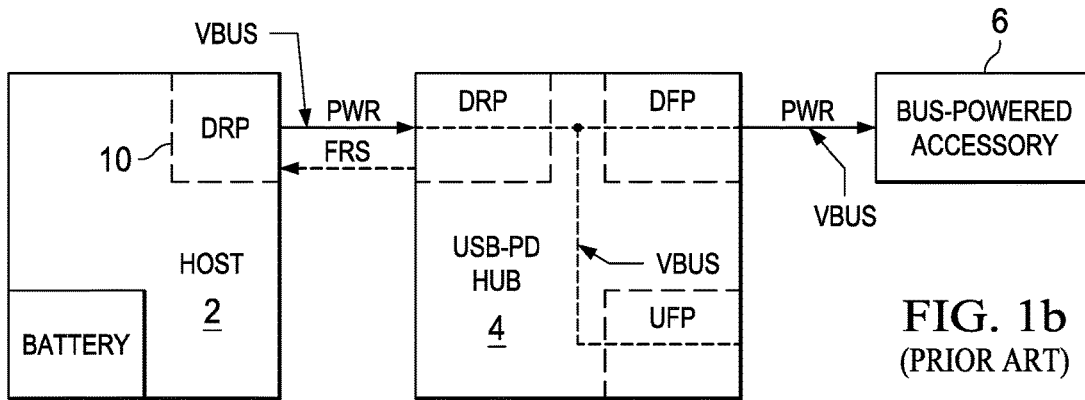 VBUS
6
DRP
PWR
DRP
DFP
PWR
BUS-POWERED
ACCESSORY
10
FRS
VBUS
HOST
USB-PD
HUB
VBUS
2
4
UFP
BATTERY
FIG. 1b
(PRIOR ART)